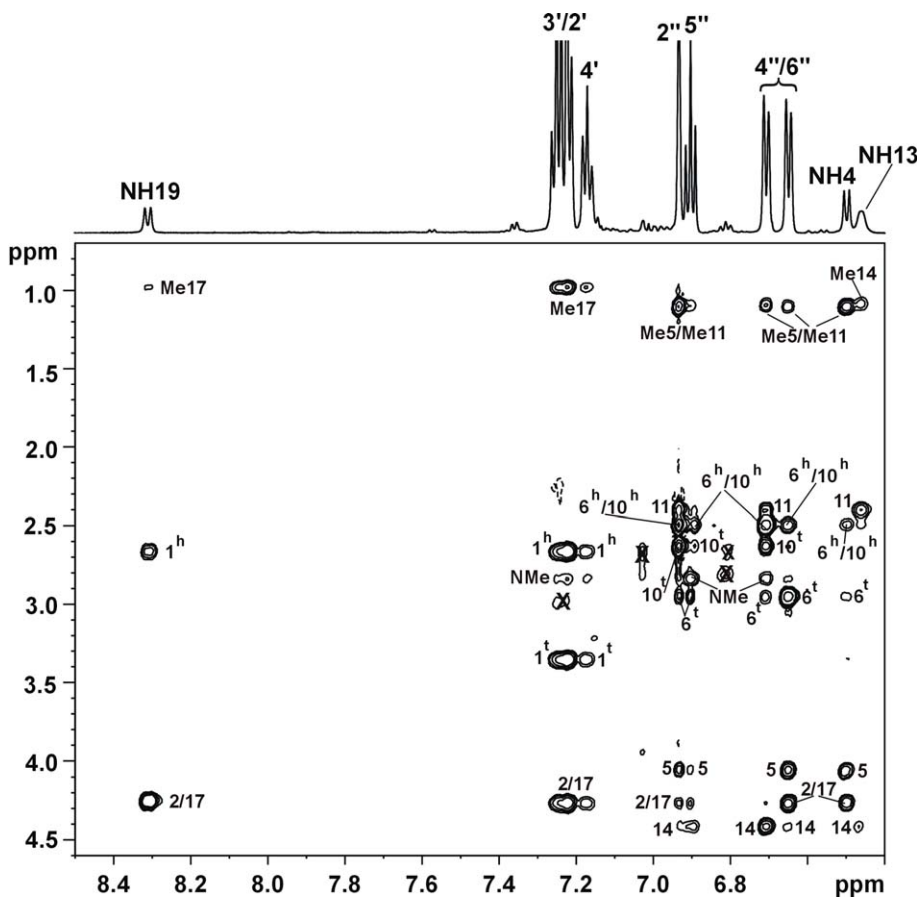 3'/2'
2" 5"
4'
4"/6"
NH19
NH4
NH13
ppm
1.0
1.5
2.0
2.5
3.0
3.5
4.0
4.5
Me17
Me17
Me5/Me11
Me14
Me5/Me11
6h/10h
6h/10h
6h/10h
11
11
11
1h
1h
1h
10t
10t
6h/10h
X
X
X
X
NMe
NMe
10t
6t
6t
6t
6t
1t
1t
5
5
5
5
2/17
2/17
2/17
14
14
14
14
8.4 8.2 8.0 7.8 7.6 7.4 7.2 7.0 6.8 ppm